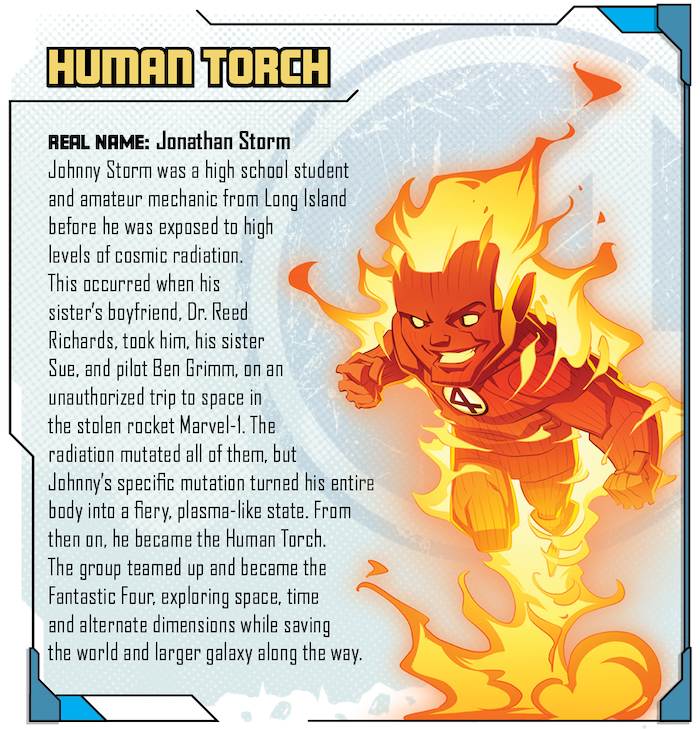 HUMAN TORCH
REAL NAME: Jonathan Storm
Johnny Storm was a high school student
and amateur mechanic from Long Island
before he was exposed to high
levels of cosmic radiation.
This occurred when his
sister's boyfriend, Dr. Reed
Richards, took him, his sister
Sue, and pilot Ben Grimm, on an
unauthorized trip to space in
the stolen rocket Marvel-1. The
radiation mutated all of them, but
Johnny's specific mutation turned his entire
body into a fiery, plasma-like state. From
then on, he became the Human Torch.
The group teamed up and became the
Fantastic Four, exploring space, time
and alternate dimensions while saving
the world and larger galaxy along the way.
4